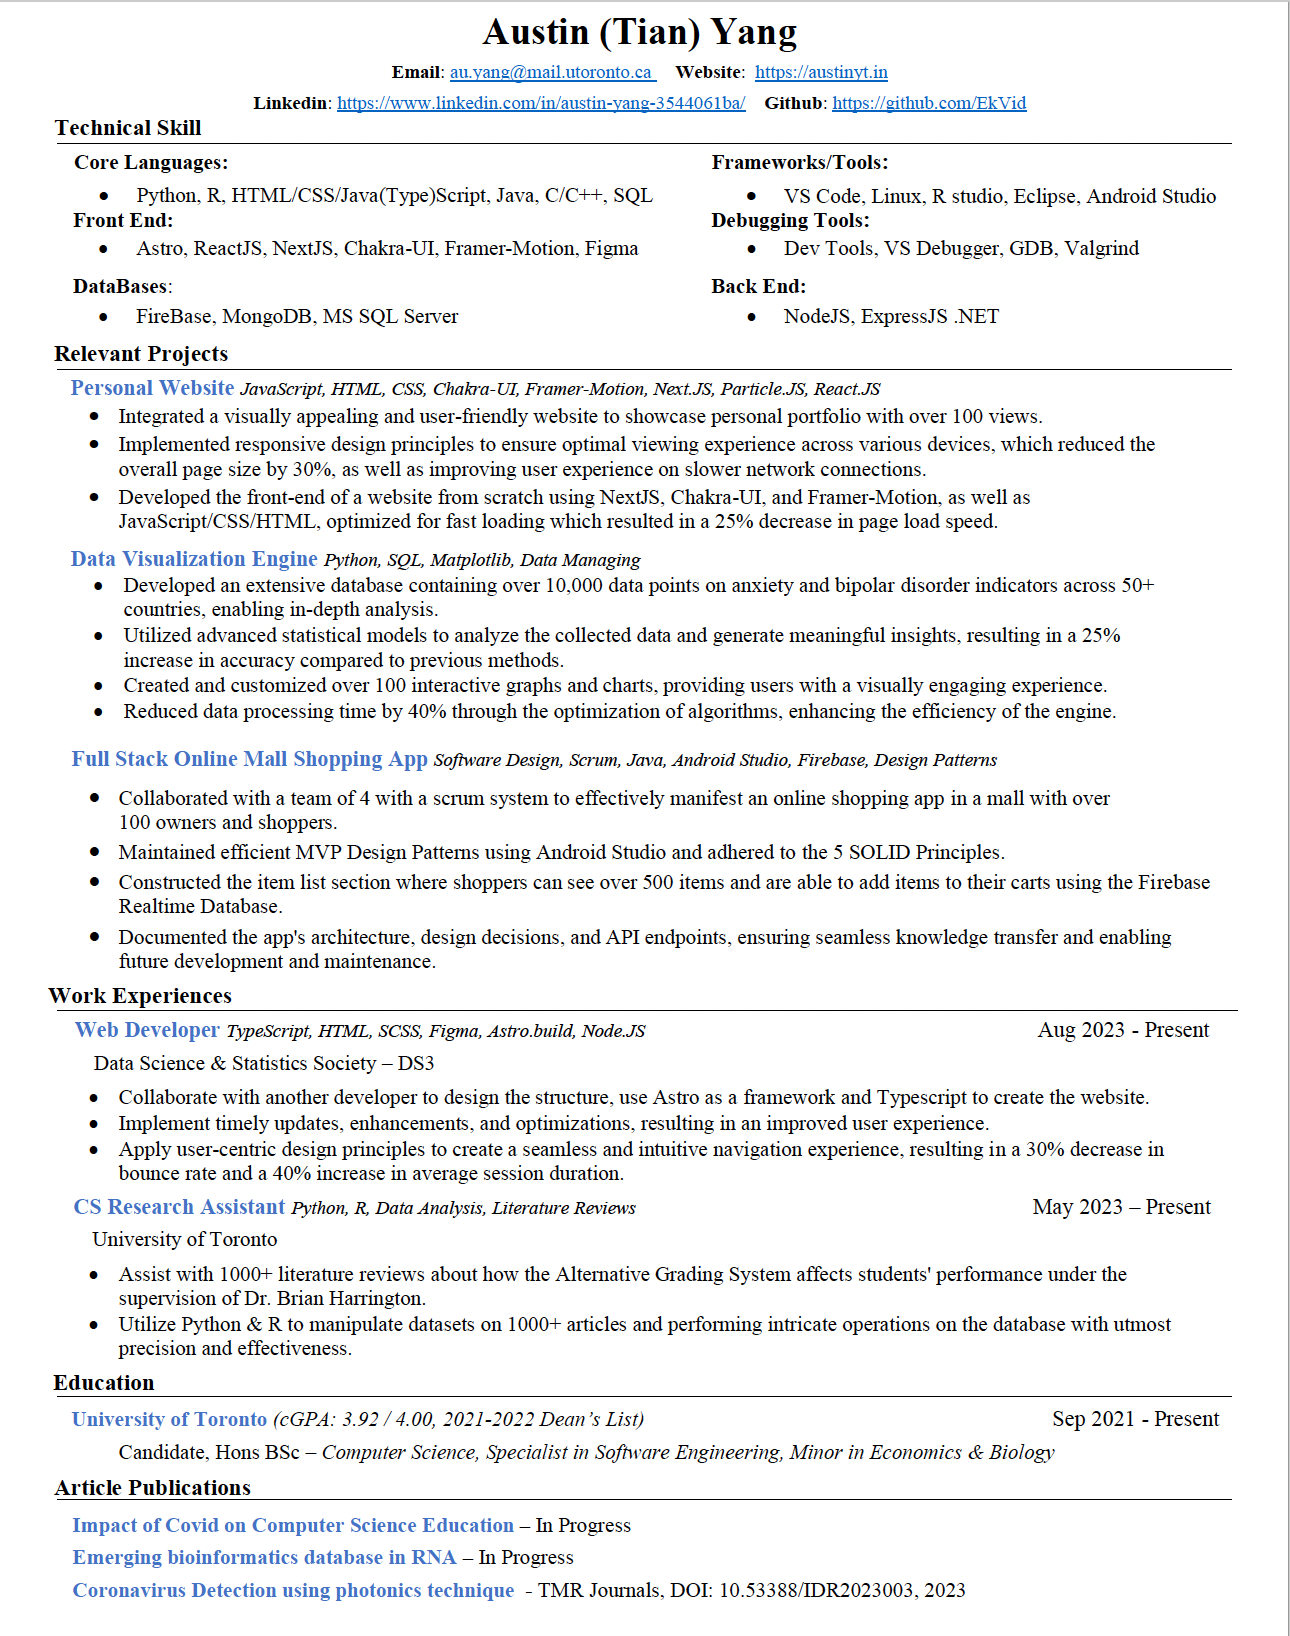 Austin (Tian) Yang
Email: au.yang@mail.utoronto.ca Website: https://austinyt.in
Linkedin: https://www.linkedin.com/in/austin-yang-3544061ba/ Github: https://github.com/EkVid
Technical Skill
Core Languages:
• Python, R, HTML/CSS/Java(Type)Script, Java, C/C++, SQL
Front End:
• Astro, ReactJS, NextJS, Chakra-UI, Framer-Motion, Figma
DataBases:
• FireBase, MongoDB, MS SQL Server
Frameworks/Tools:
• VS Code, Linux, R studio, Eclipse, Android Studio
Debugging Tools:
• Dev Tools, VS Debugger, GDB, Valgrind
Back End:
• NodeJS, ExpressJS .NET
Relevant Projects
Personal Website JavaScript, HTML, CSS, Chakra-UI, Framer-Motion, Next.JS, Particle.JS, React.JS
• Integrated a visually appealing and user-friendly website to showcase personal portfolio with over 100 views.
• Implemented responsive design principles to ensure optimal viewing experience across various devices, which reduced the
overall page size by 30%, as well as improving user experience on slower network connections.
• Developed the front-end of a website from scratch using NextJS, Chakra-UI, and Framer-Motion, as well as
JavaScript/CSS/HTML, optimized for fast loading which resulted in a 25% decrease in page load speed.
Data Visualization Engine Python, SQL, Matplotlib, Data Managing
• Developed an extensive database containing over 10,000 data points on anxiety and bipolar disorder indicators across 50+
countries, enabling in-depth analysis.
• Utilized advanced statistical models to analyze the collected data and generate meaningful insights, resulting in a 25%
increase in accuracy compared to previous methods.
• Created and customized over 100 interactive graphs and charts, providing users with a visually engaging experience.
• Reduced data processing time by 40% through the optimization of algorithms, enhancing the efficiency of the engine.
Full Stack Online Mall Shopping App Software Design, Scrum, Java, Android Studio, Firebase, Design Patterns
• Collaborated with a team of 4 with a scrum system to effectively manifest an online shopping app in a mall with over
100 owners and shoppers.
• Maintained efficient MVP Design Patterns using Android Studio and adhered to the 5 SOLID Principles.
• Constructed the item list section where shoppers can see over 500 items and are able to add items to their carts using the Firebase
Realtime Database.
• Documented the app's architecture, design decisions, and API endpoints, ensuring seamless knowledge transfer and enabling
future development and maintenance.
Work Experiences
Web Developer TypeScript, HTML, SCSS, Figma, Astro.build, Node.JS Aug 2023 - Present
Data Science & Statistics Society – DS3
• Collaborate with another developer to design the structure, use Astro as a framework and Typescript to create the website.
• Implement timely updates, enhancements, and optimizations, resulting in an improved user experience.
• Apply user-centric design principles to create a seamless and intuitive navigation experience, resulting in a 30% decrease in
bounce rate and a 40% increase in average session duration.
CS Research Assistant Python, R, Data Analysis, Literature Reviews May 2023 – Present
University of Toronto
• Assist with 1000+ literature reviews about how the Alternative Grading System affects students' performance under the
supervision of Dr. Brian Harrington.
• Utilize Python & R to manipulate datasets on 1000+ articles and performing intricate operations on the database with utmost
precision and effectiveness.
Education
University of Toronto (cGPA: 3.92 / 4.00, 2021-2022 Dean’s List) Sep 2021 - Present
Candidate, Hons BSc – Computer Science, Specialist in Software Engineering, Minor in Economics & Biology
Article Publications
Impact of Covid on Computer Science Education – In Progress
Emerging bioinformatics database in RNA – In Progress
Coronavirus Detection using photonics technique - TMR Journals, DOI: 10.53388/IDR2023003, 2023